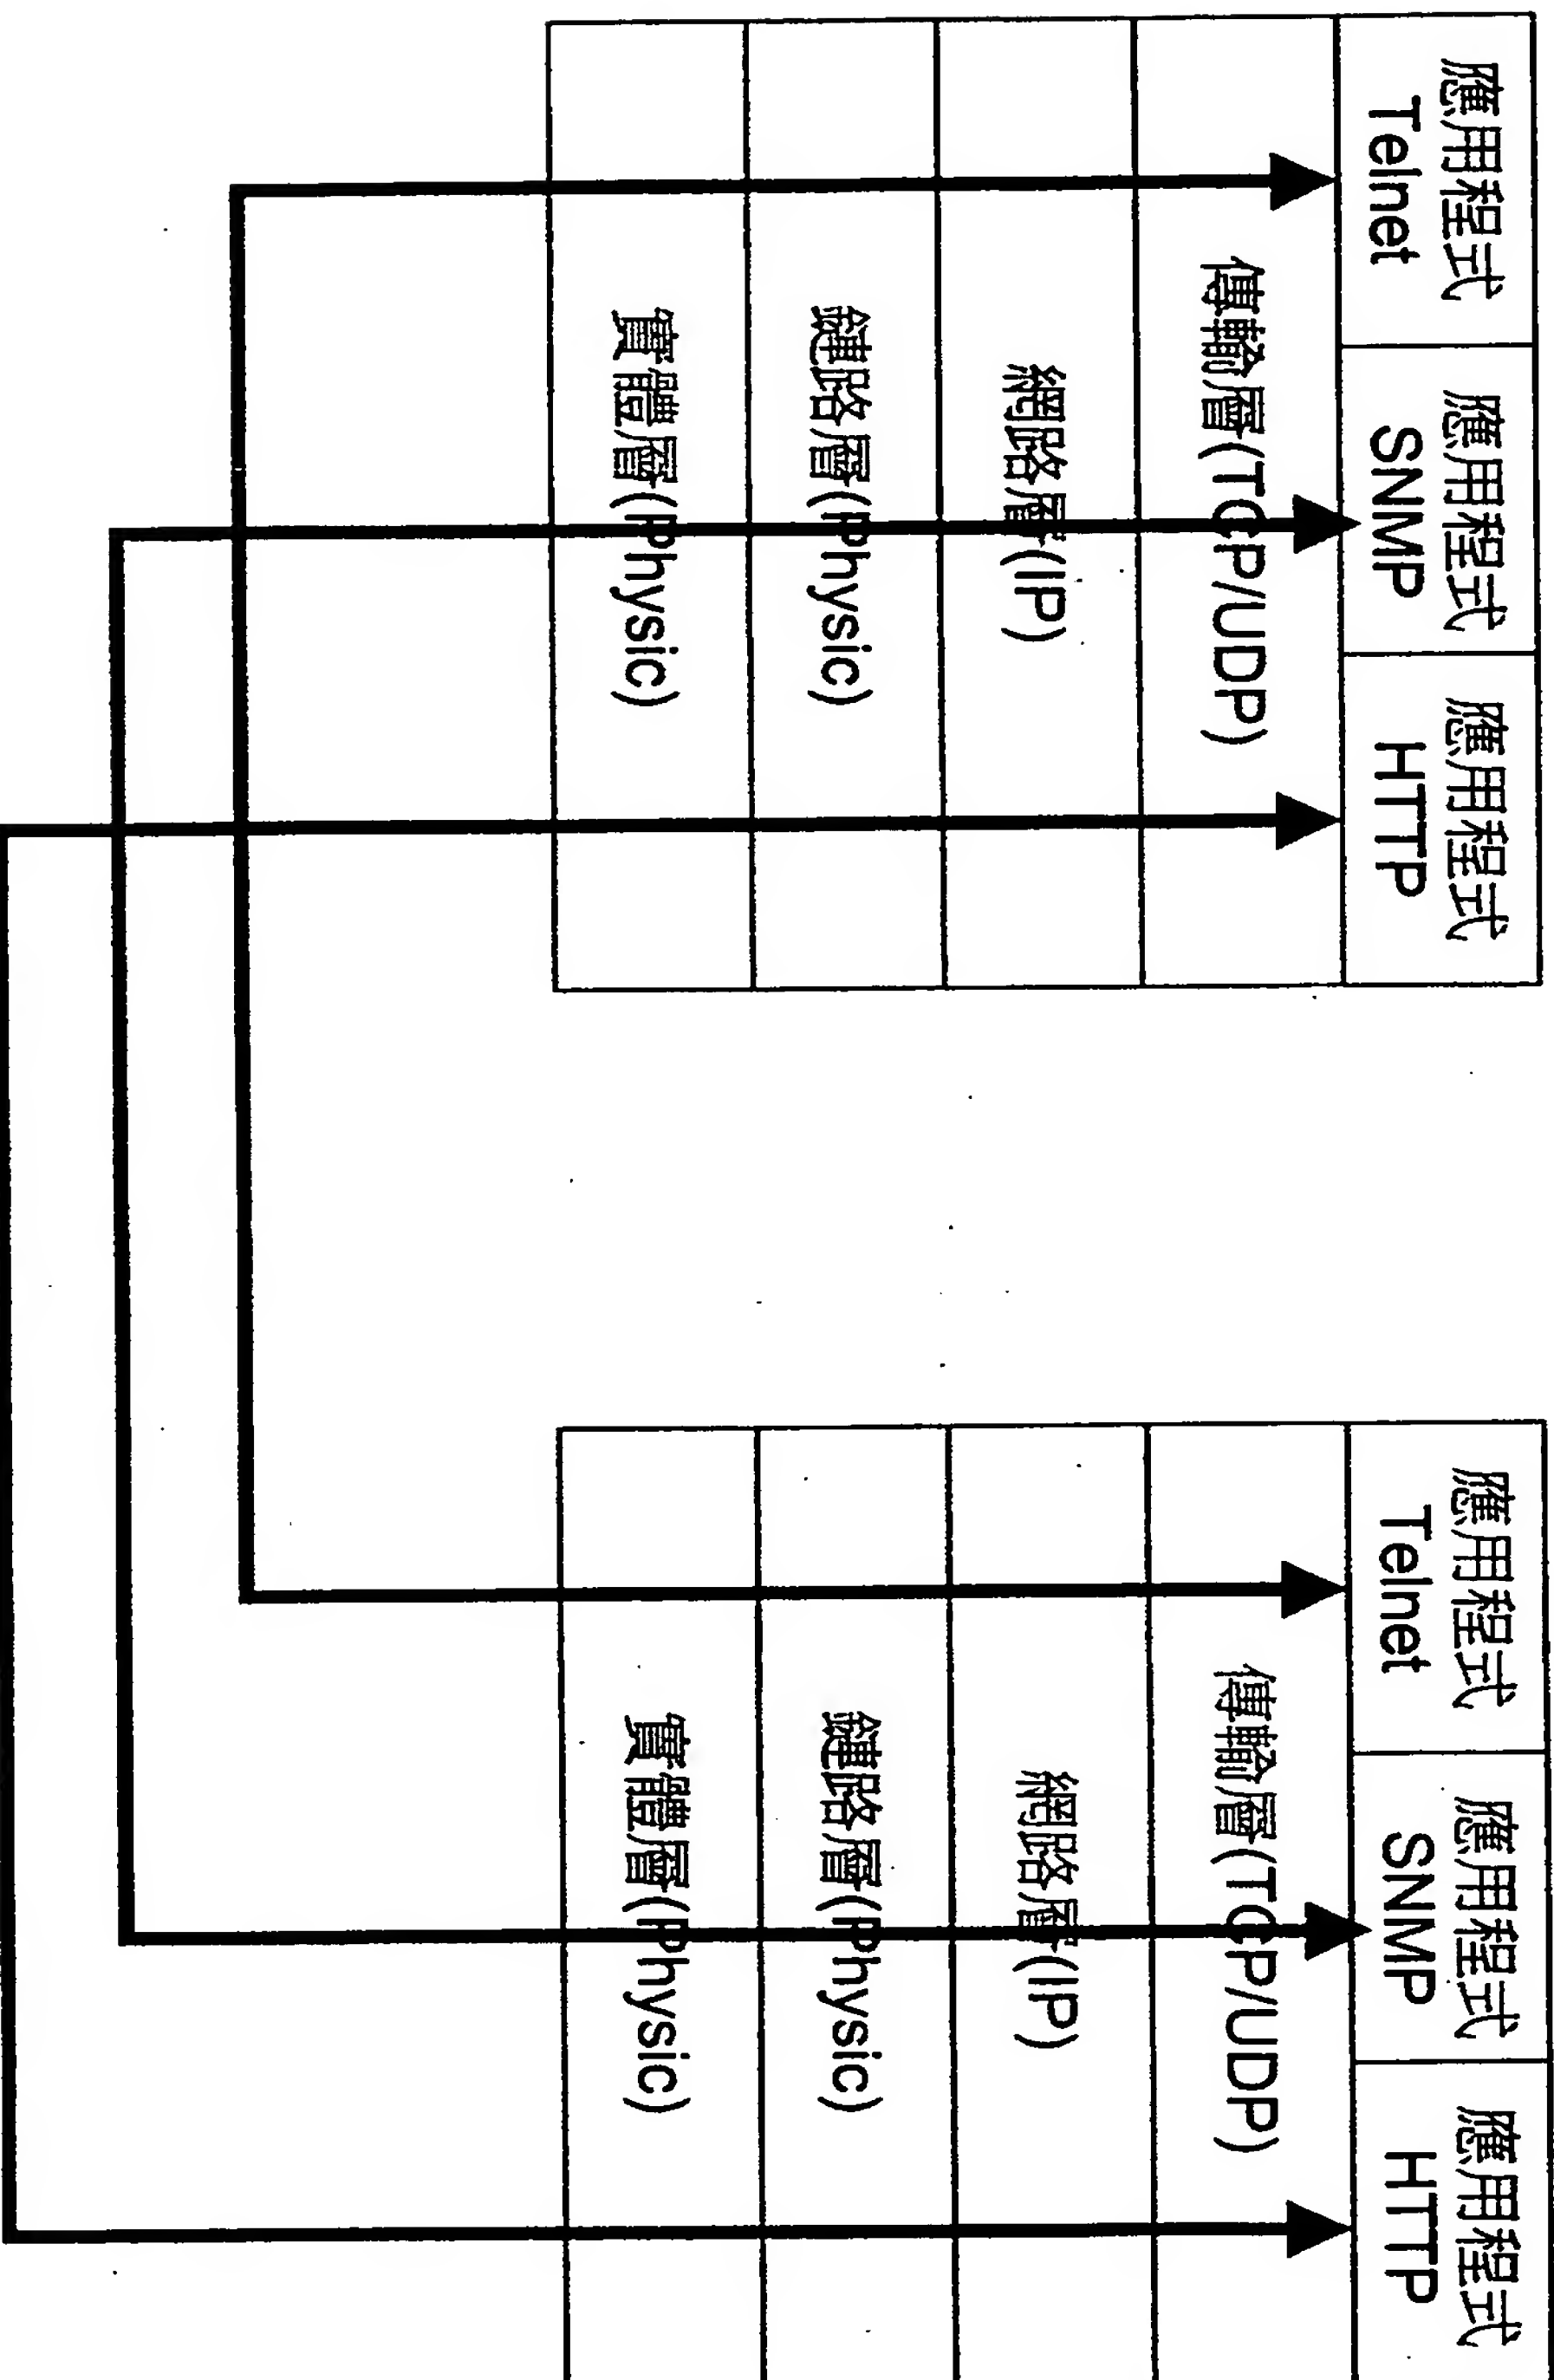 應用程式
Telnet
應用程式
SNMP
應用程式
HTTP
傳輸層(TCP/UDP)
網路層(IP)
鏈路層(Physic)
實體層(Physic)
應用程式
Telnet
應用程式
SNMP
應用程式
HTTP
傳輸層(TCP/UDP)
網路層(IP)
鏈路層(Physic)
實體層(Physic)